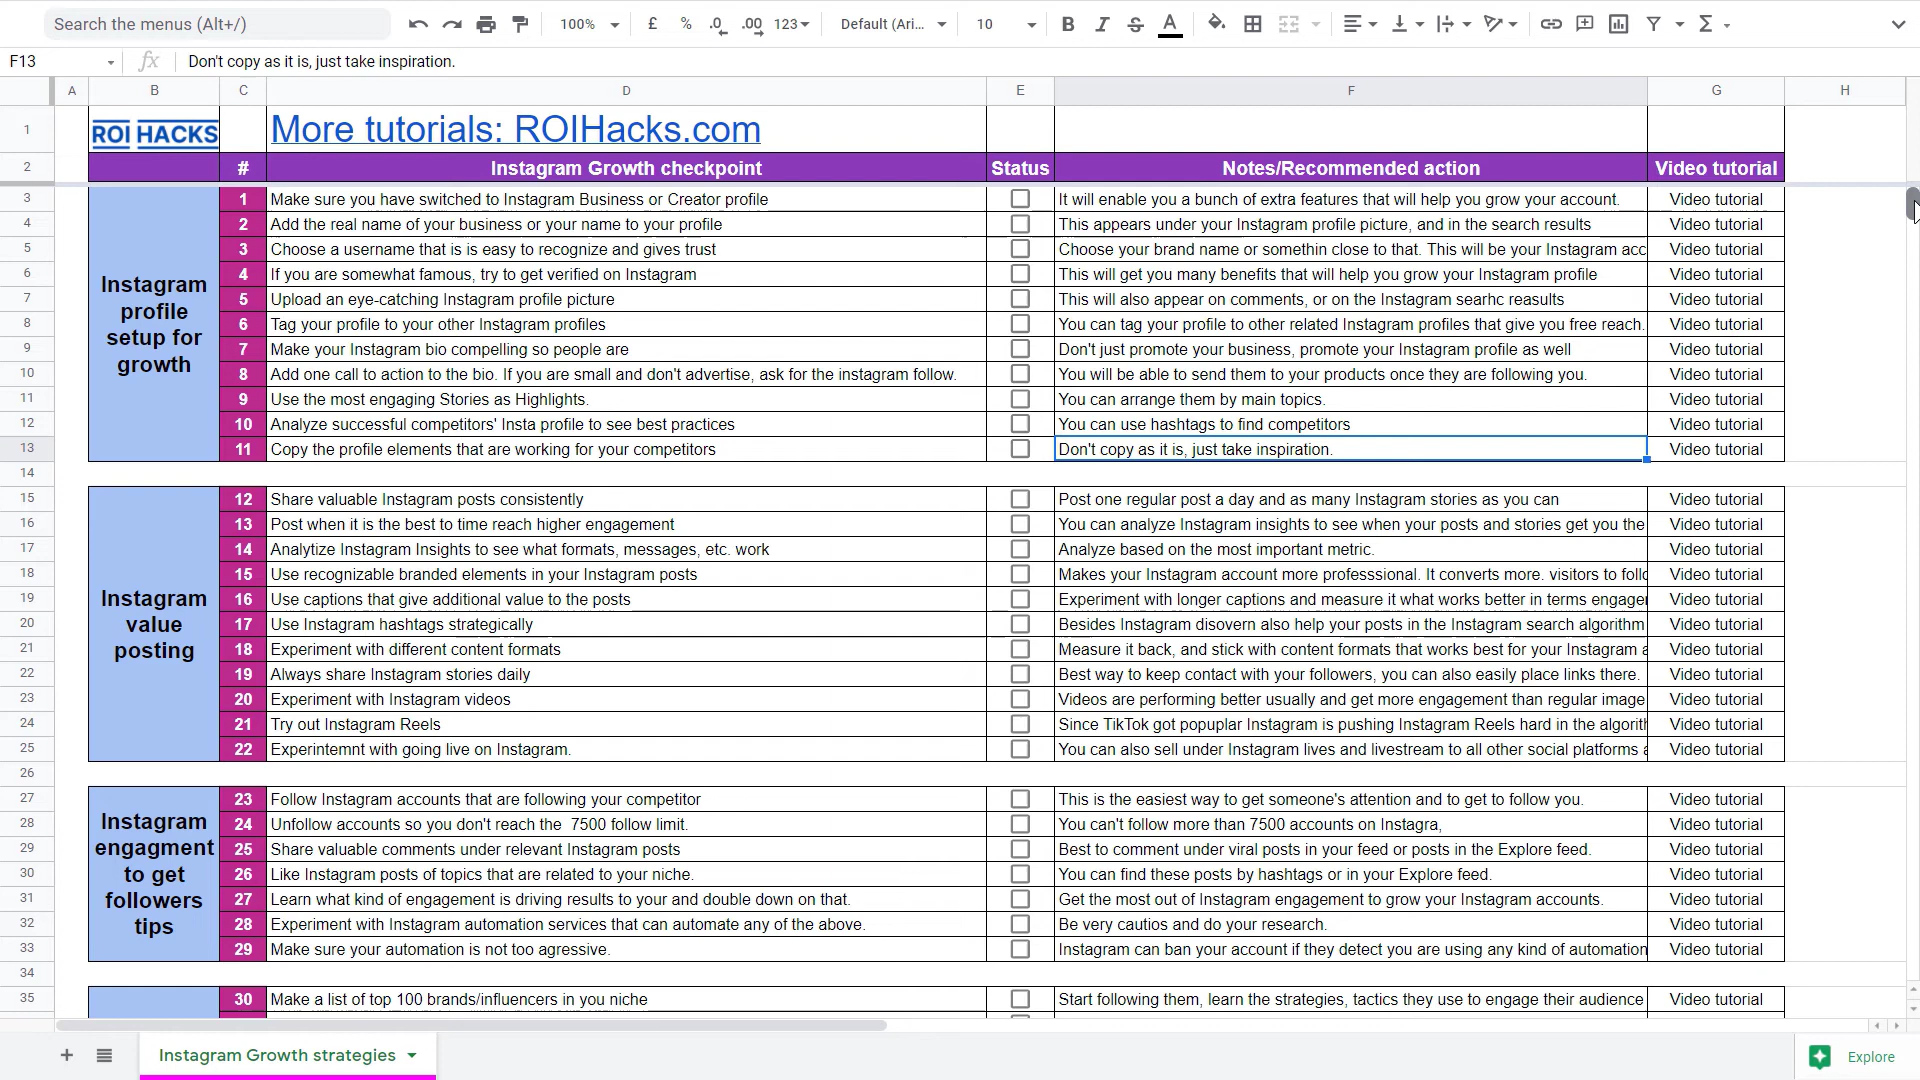 Search the menus (Alt+/)
100%
£
%
.0
.00
123
Default (Ari...
10
B
I
S
A
F13
fx
Don't copy as it is, just take inspiration.
A B C D E F G H
1 ROI HACKS More tutorials: ROIHacks.com
2 # Instagram Growth checkpoint Status Notes/Recommended action Video tutorial
Instagram profile setup for growth
3 1 Make sure you have switched to Instagram Business or Creator profile It will enable you a bunch of extra features that will help you grow your account. Video tutorial
4 2 Add the real name of your business or your name to your profile This appears under your Instagram profile picture, and in the search results Video tutorial
5 3 Choose a username that is is easy to recognize and gives trust Choose your brand name or somethin close to that. This will be your Instagram acc Video tutorial
6 4 If you are somewhat famous, try to get verified on Instagram This will get you many benefits that will help you grow your Instagram profile Video tutorial
7 5 Upload an eye-catching Instagram profile picture This will also appear on comments, or on the Instagram searhc reasults Video tutorial
8 6 Tag your profile to your other Instagram profiles You can tag your profile to other related Instagram profiles that give you free reach. Video tutorial
9 7 Make your Instagram bio compelling so people are Don't just promote your business, promote your Instagram profile as well Video tutorial
10 8 Add one call to action to the bio. If you are small and don't advertise, ask for the instagram follow. You will be able to send them to your products once they are following you. Video tutorial
11 9 Use the most engaging Stories as Highlights. You can arrange them by main topics. Video tutorial
12 10 Analyze successful competitors' Insta profile to see best practices You can use hashtags to find competitors Video tutorial
13 11 Copy the profile elements that are working for your competitors Don't copy as it is, just take inspiration. Video tutorial
14
Instagram value posting
15 12 Share valuable Instagram posts consistently Post one regular post a day and as many Instagram stories as you can Video tutorial
16 13 Post when it is the best to time reach higher engagement You can analyze Instagram insights to see when your posts and stories get you the Video tutorial
17 14 Analytize Instagram Insights to see what formats, messages, etc. work Analyze based on the most important metric. Video tutorial
18 15 Use recognizable branded elements in your Instagram posts Makes your Instagram account more professsional. It converts more. visitors to follo Video tutorial
19 16 Use captions that give additional value to the posts Experiment with longer captions and measure it what works better in terms engager Video tutorial
20 17 Use Instagram hashtags strategically Besides Instagram disovern also help your posts in the Instagram search algorithm Video tutorial
21 18 Experiment with different content formats Measure it back, and stick with content formats that works best for your Instagram a Video tutorial
22 19 Always share Instagram stories daily Best way to keep contact with your followers, you can also easily place links there. Video tutorial
23 20 Experiment with Instagram videos Videos are performing better usually and get more engagement than regular image Video tutorial
24 21 Try out Instagram Reels Since TikTok got popuplar Instagram is pushing Instagram Reels hard in the algorith Video tutorial
25 22 Experintemnt with going live on Instagram. You can also sell under Instagram lives and livestream to all other social platforms a Video tutorial
26
Instagram engagment to get followers tips
27 23 Follow Instagram accounts that are following your competitor This is the easiest way to get someone's attention and to get to follow you. Video tutorial
28 24 Unfollow accounts so you don't reach the 7500 follow limit. You can't follow more than 7500 accounts on Instagra, Video tutorial
29 25 Share valuable comments under relevant Instagram posts Best to comment under viral posts in your feed or posts in the Explore feed. Video tutorial
30 26 Like Instagram posts of topics that are related to your niche. You can find these posts by hashtags or in your Explore feed. Video tutorial
31 27 Learn what kind of engagement is driving results to your and double down on that. Get the most out of Instagram engagement to grow your Instagram accounts. Video tutorial
32 28 Experiment with Instagram automation services that can automate any of the above. Be very cautios and do your research. Video tutorial
33 29 Make sure your automation is not too agressive. Instagram can ban your account if they detect you are using any kind of automation Video tutorial
34
35 30 Make a list of top 100 brands/influencers in you niche Start following them, learn the strategies, tactics they use to engage their audience Video tutorial
Instagram Growth strategies
Explore